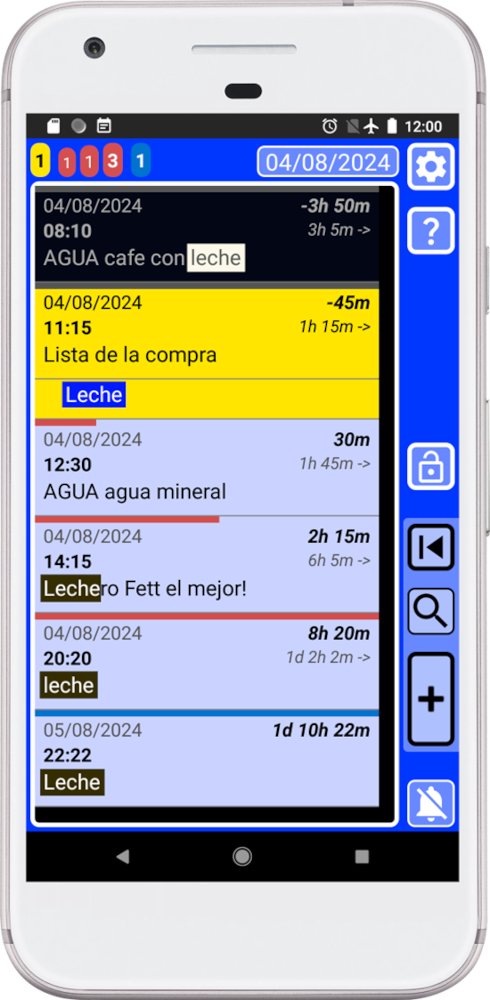 12:00
1 1 1 3 1 04/08/2024
?
04/08/2024 -3h 50m
08:10 3h 5m ->
AGUA cafe con leche
04/08/2024 -45m
11:15 1h 15m ->
Lista de la compra
Leche
04/08/2024 30m
12:30 1h 45m ->
AGUA agua mineral
04/08/2024 2h 15m
14:15 6h 5m ->
Lechero Fett el mejor!
04/08/2024 8h 20m
20:20 1d 2h 2m ->
leche
+
05/08/2024 1d 10h 22m
22:22
Leche